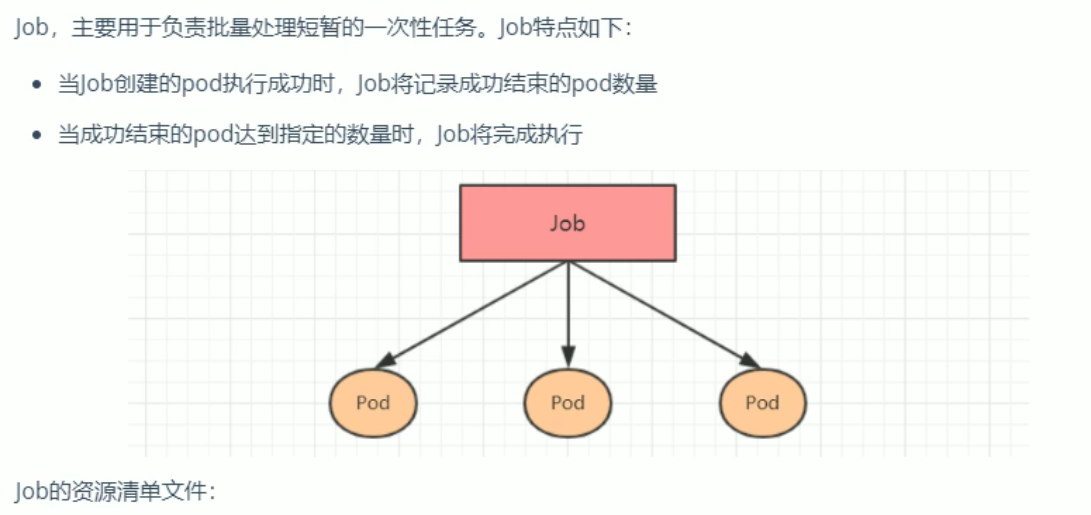 Job，主要用于负责批量处理短暂的一次性任务。Job特点如下：
当Job创建的pod执行成功时，Job将记录成功结束的pod数量
当成功结束的pod达到指定的数量时，Job将完成执行
Job
Pod Pod Pod
Job的资源清单文件：